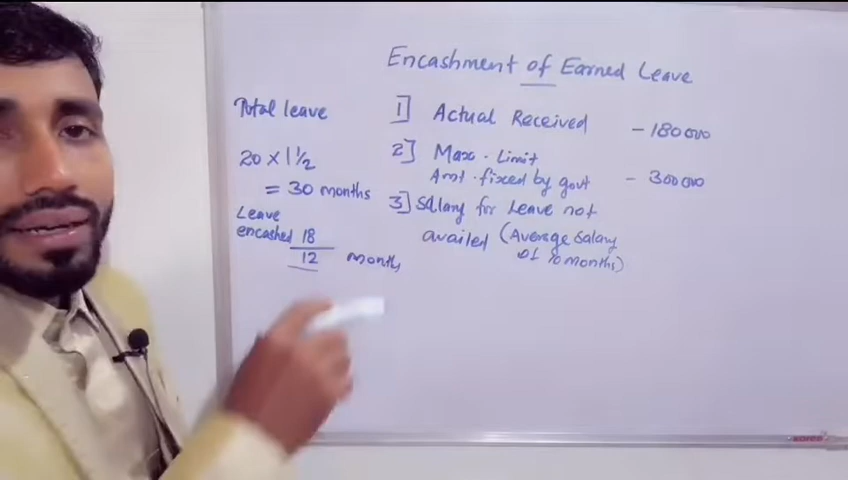 Encashment of Earned Leave
Total leave
20 x 1 1/2
= 30 months
Leave
encashed 18
12 months
1] Actual Received - 180000
2] Max. Limit
Amt. fixed by govt - 300000
3] Salary for Leave not
availed (Average Salary
of 10 months)